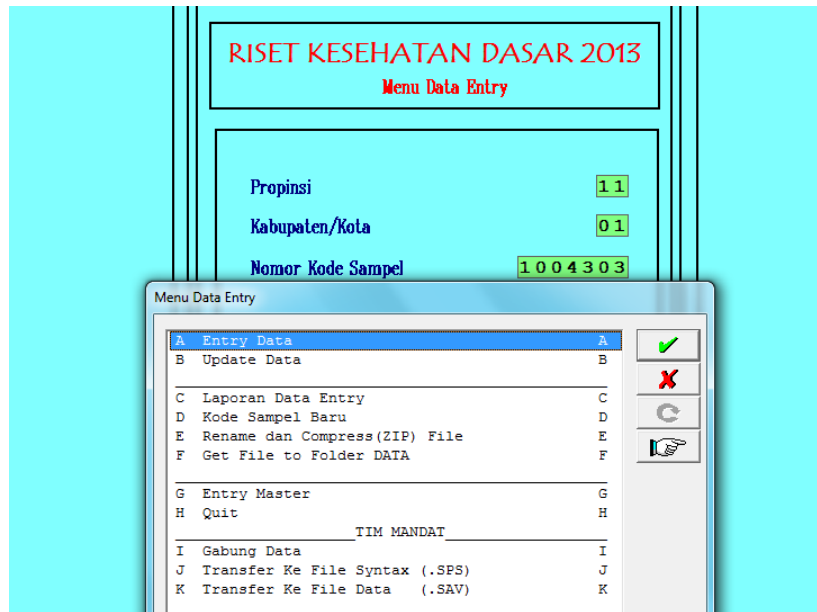 RISET KESEHATAN DASAR 2013
Menu Data Entry
Propinsi 11
Kabupaten/Kota 01
Nomor Kode Sampel 1004303
Menu Data Entry
A Entry Data A
B Update Data B
C Laporan Data Entry C
D Kode Sampel Baru D
E Rename dan Compress(ZIP) File E
F Get File to Folder DATA F
G Entry Master G
H Quit H
TIM MANDAT
I Gabung Data I
J Transfer Ke File Syntax (.SPS) J
K Transfer Ke File Data (.SAV) K